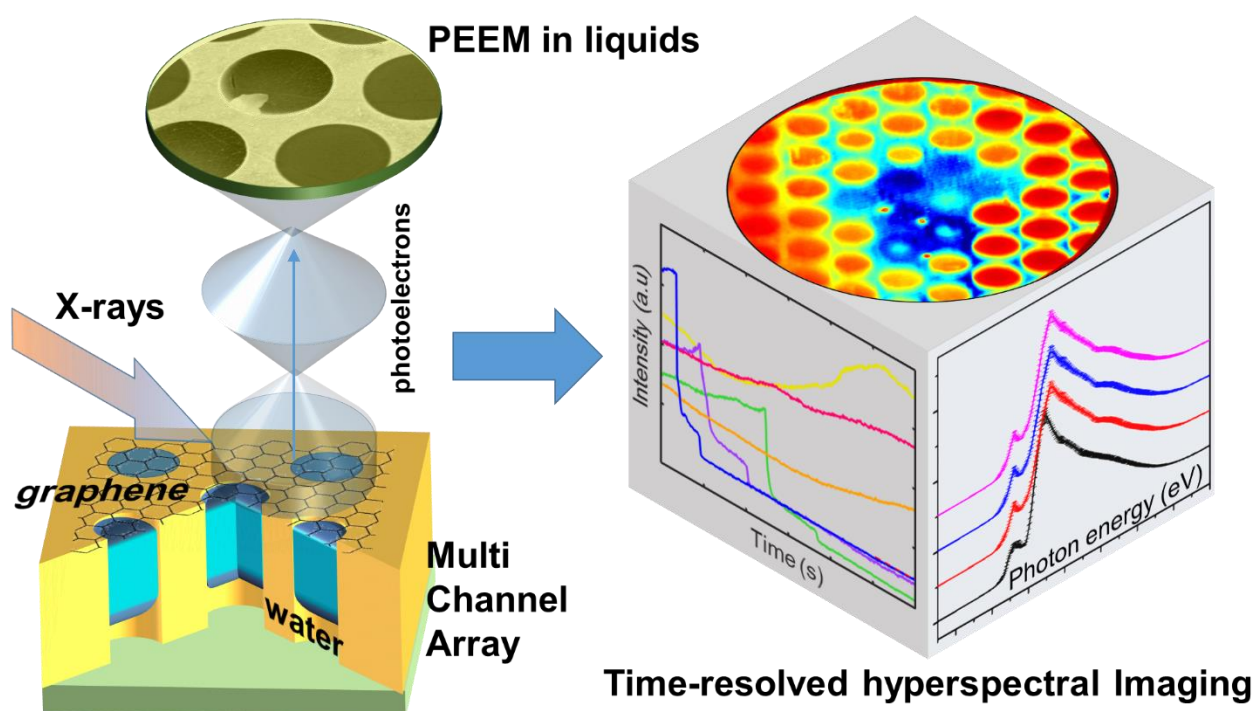 PEEM in liquids
X-rays
photoelectrons
graphene
water
Multi
Channel
Array
Intensity (a.u)
Time (s)
Photon energy (eV)
Time-resolved hyperspectral Imaging